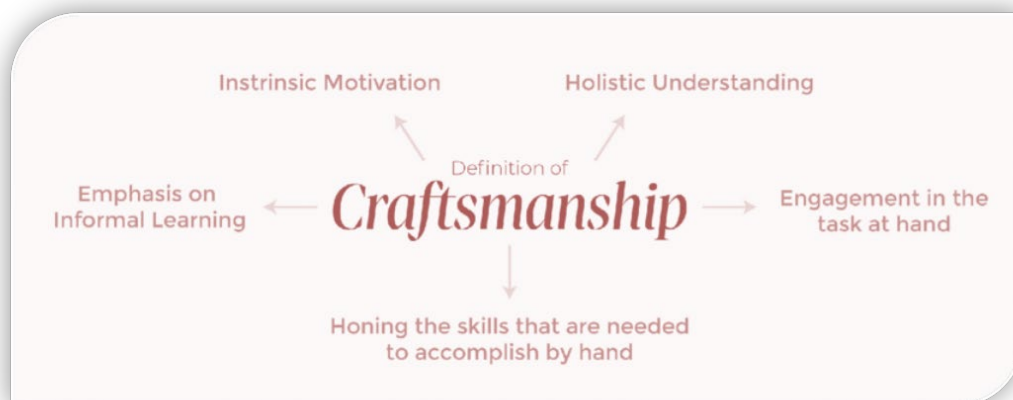 Instrinsic Motivation
Holistic Understanding
Definition of
Craftsmanship
Emphasis on
Informal Learning
Engagement in the
task at hand
Honing the skills that are needed
to accomplish by hand